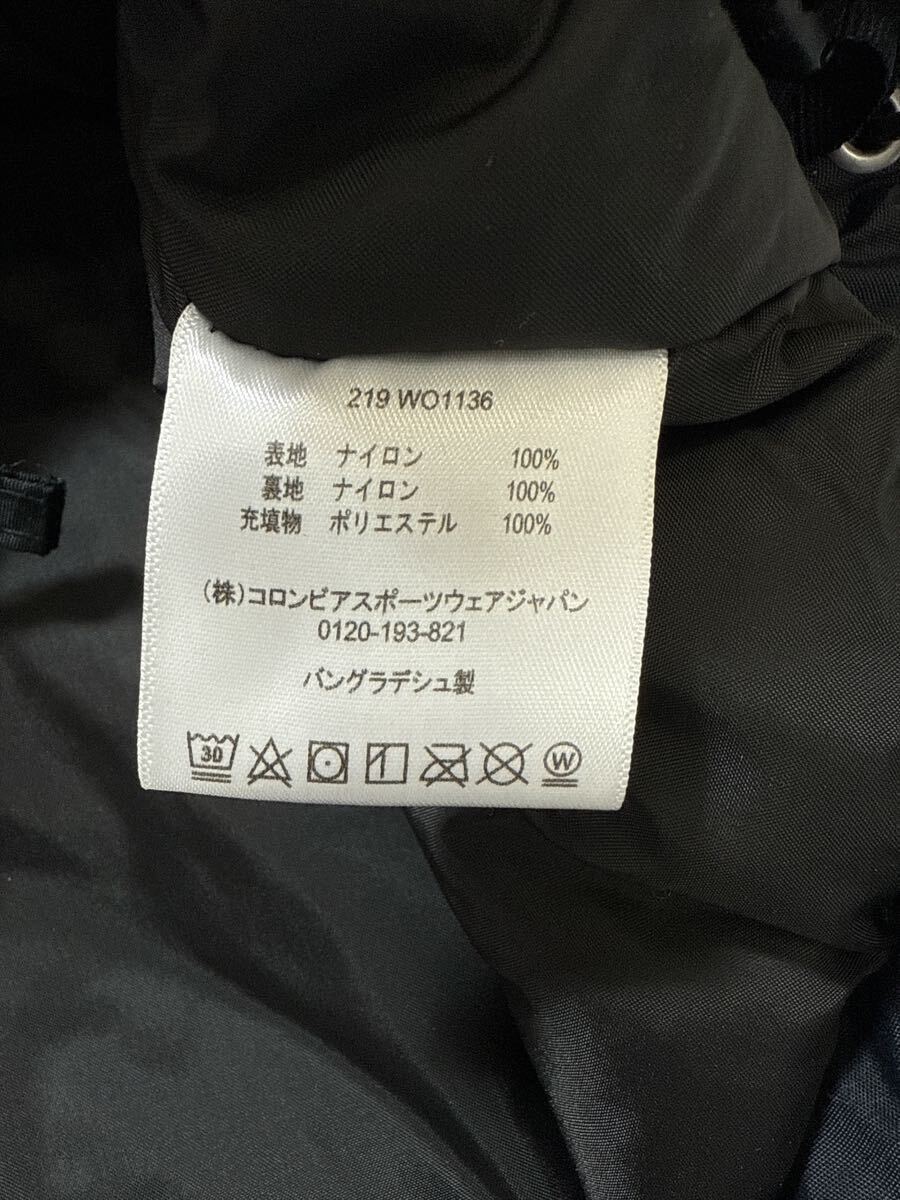 219 WO1136
表地 ナイロン 100%
裏地 ナイロン 100%
充填物 ポリエステル 100%
(株)コロンビアスポーツウェアジャパン
0120-193-821
バングラデシュ製
30 W